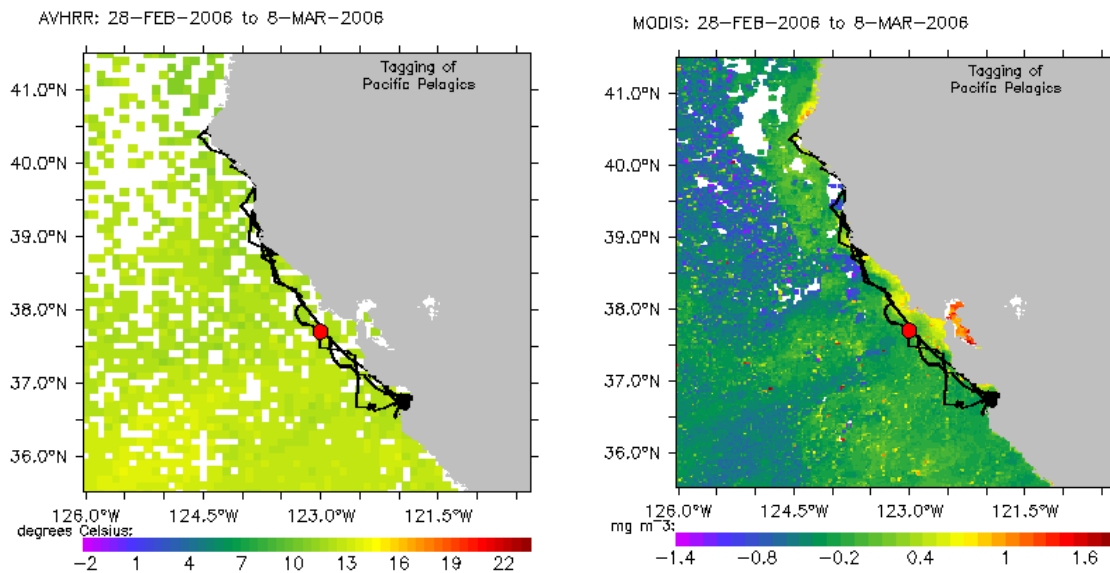 AVHRR: 28-FEB-2006 to 8-MAR-2006
Tagging of
Pacific Pelagics
41.0°N
40.0°N
39.0°N
38.0°N
37.0°N
36.0°N
126.0°W 124.5°W 123.0°W 121.5°W
degrees Celsius:
-2 1 4 7 10 13 16 19 22
MODIS: 28-FEB-2006 to 8-MAR-2006
Tagging of
Pacific Pelagics
41.0°N
40.0°N
39.0°N
38.0°N
37.0°N
36.0°N
126.0°W 124.5°W 123.0°W 121.5°W
mg m^-3:
-1.4 -0.8 -0.2 0.4 1 1.6